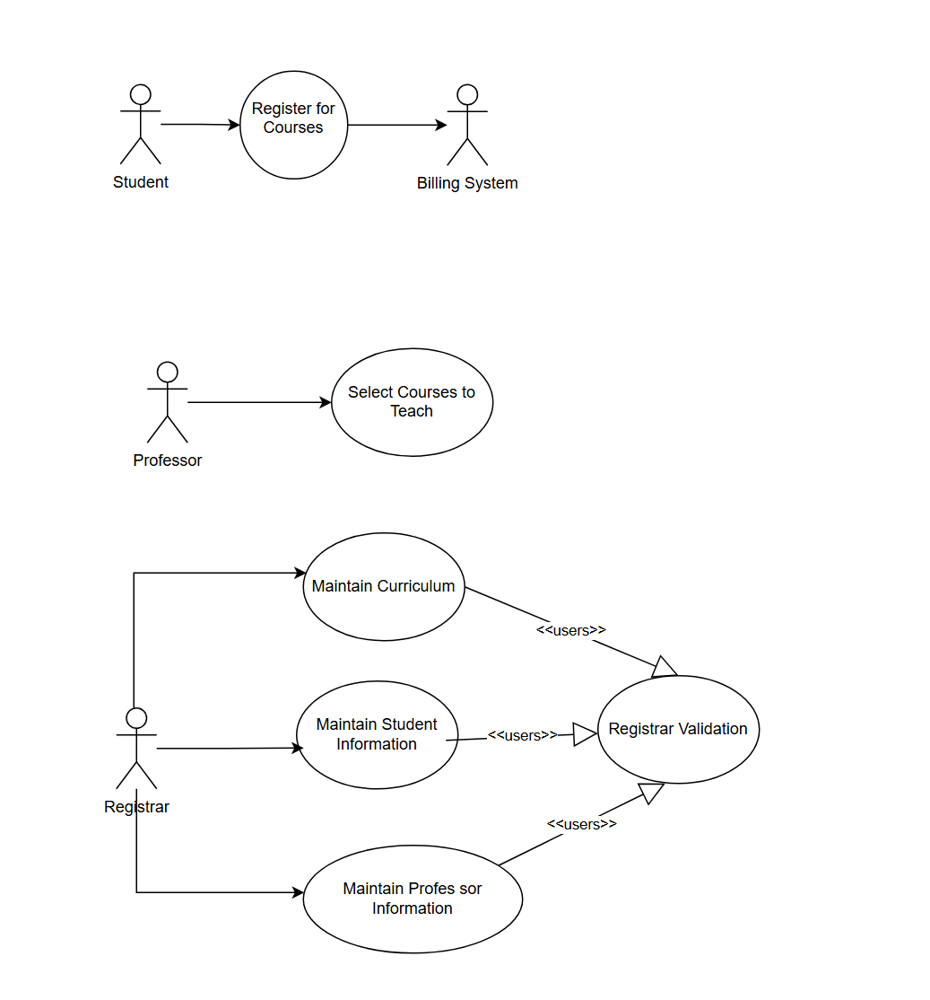 Register for
Courses
Student
Billing System
Select Courses to
Teach
Professor
Maintain Curriculum
<<users>>
Maintain Student
Information
<<users>>
Registrar Validation
Registrar
<<users>>
Maintain Profes sor
Information